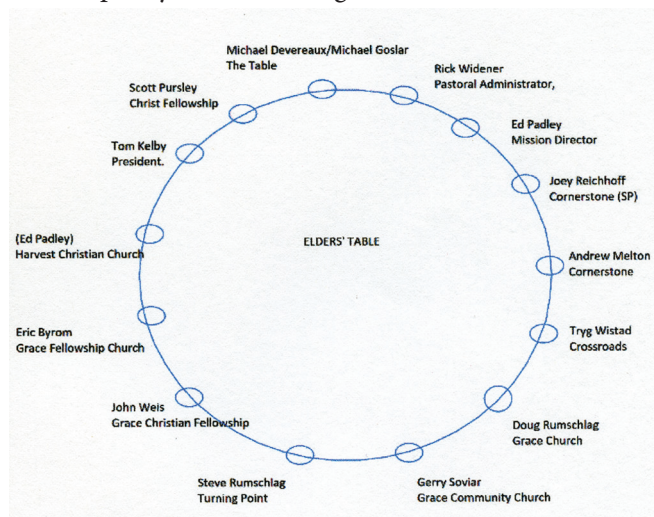 Michael Devereaux/Michael Goslar
The Table
Rick Widener
Pastoral Administrator,
Scott Pursley
Christ Fellowship
Ed Padley
Mission Director
Tom Kelby
President.
Joey Reichhoff
Cornerstone (SP)
(Ed Padley)
Harvest Christian Church
ELDERS' TABLE
Andrew Melton
Cornerstone
Eric Byrom
Grace Fellowship Church
Tryg Wistad
Crossroads
John Weis
Grace Christian Fellowship
Doug Rumschlag
Grace Church
Steve Rumschlag
Turning Point
Gerry Soviar
Grace Community Church